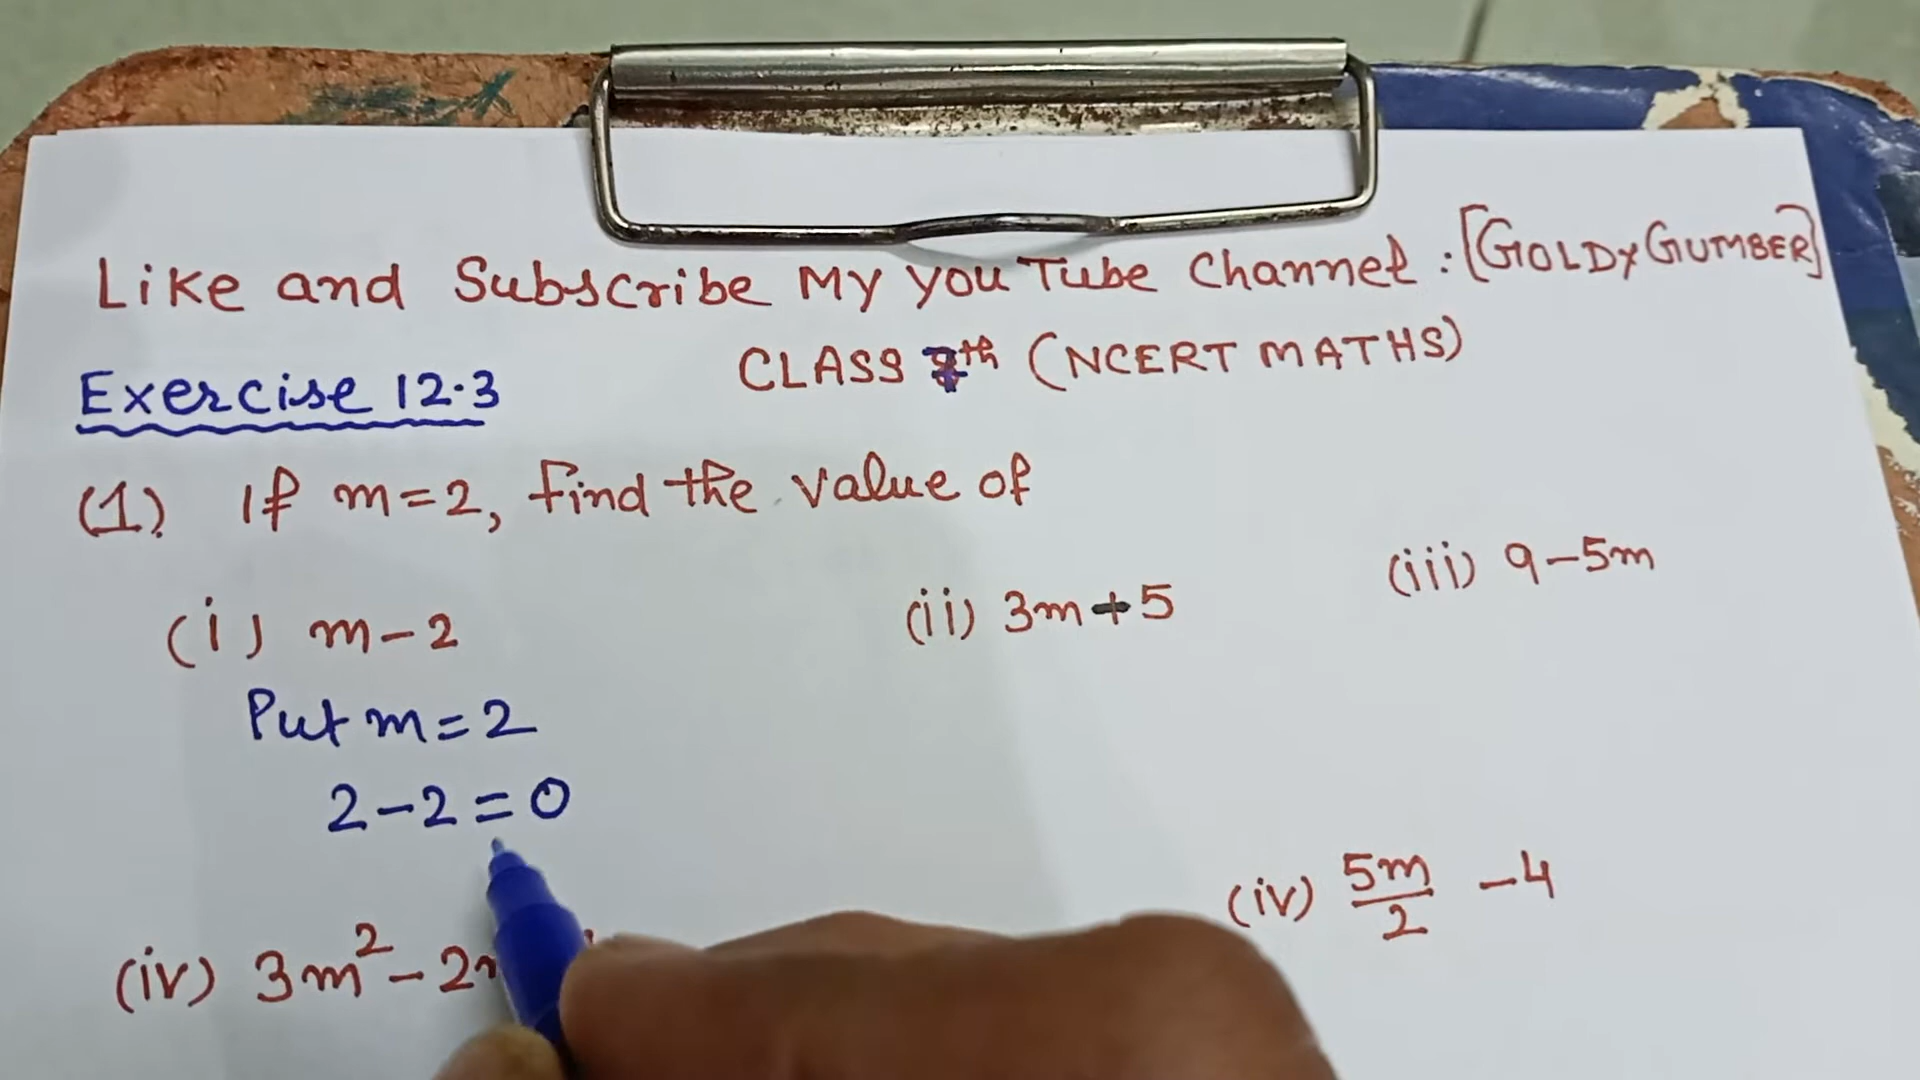 Like and Subscribe My YouTube Channel : [GOLDY GUMBER]
CLASS 7th (NCERT MATHS)
Exercise 12.3
(1) If m=2, find the value of
(i) m-2
(ii) 3m+5
(iii) 9-5m
Put m=2
2-2=0
(iv) 3m²-2
(iv) 5m/2 -4